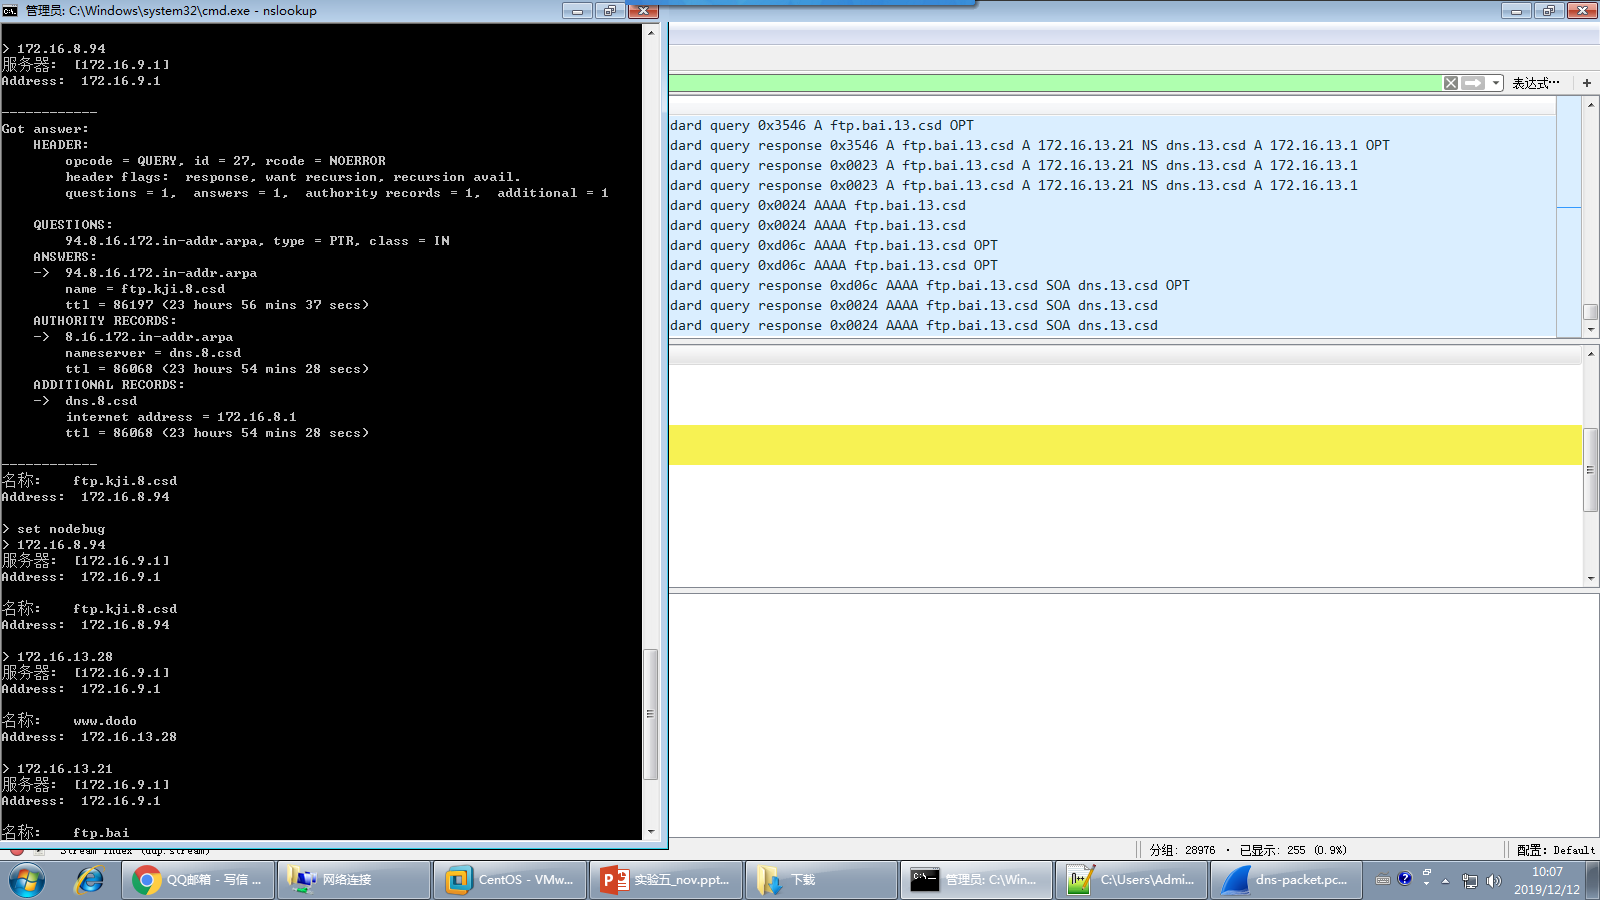 管理员: C:\Windows\system32\cmd.exe - nslookup
> 172.16.8.94
服务器:  [172.16.9.1]
Address:  172.16.9.1
------------
Got answer:
HEADER:
opcode = QUERY, id = 27, rcode = NOERROR
header flags:  response, want recursion, recursion avail.
questions = 1,  answers = 1,  authority records = 1,  additional = 1
QUESTIONS:
94.8.16.172.in-addr.arpa, type = PTR, class = IN
ANSWERS:
->  94.8.16.172.in-addr.arpa
name = ftp.kji.8.csd
ttl = 86197 (23 hours 56 mins 37 secs)
AUTHORITY RECORDS:
->  8.16.172.in-addr.arpa
nameserver = dns.8.csd
ttl = 86068 (23 hours 54 mins 28 secs)
ADDITIONAL RECORDS:
->  dns.8.csd
internet address = 172.16.8.1
ttl = 86068 (23 hours 54 mins 28 secs)
------------
名称:    ftp.kji.8.csd
Address:  172.16.8.94
> set nodebug
> 172.16.8.94
服务器:  [172.16.9.1]
Address:  172.16.9.1
名称:    ftp.kji.8.csd
Address:  172.16.8.94
> 172.16.13.28
服务器:  [172.16.9.1]
Address:  172.16.9.1
名称:    www.dodo
Address:  172.16.13.28
> 172.16.13.21
服务器:  [172.16.9.1]
Address:  172.16.9.1
名称:    ftp.bai
表达式…
+
dard query 0x3546 A ftp.bai.13.csd OPT
dard query response 0x3546 A ftp.bai.13.csd A 172.16.13.21 NS dns.13.csd A 172.16.13.1 OPT
dard query response 0x0023 A ftp.bai.13.csd A 172.16.13.21 NS dns.13.csd A 172.16.13.1
dard query response 0x0023 A ftp.bai.13.csd A 172.16.13.21 NS dns.13.csd A 172.16.13.1
dard query 0x0024 AAAA ftp.bai.13.csd
dard query 0x0024 AAAA ftp.bai.13.csd
dard query 0xd06c AAAA ftp.bai.13.csd OPT
dard query 0xd06c AAAA ftp.bai.13.csd OPT
dard query response 0xd06c AAAA ftp.bai.13.csd SOA dns.13.csd OPT
dard query response 0x0024 AAAA ftp.bai.13.csd SOA dns.13.csd
dard query response 0x0024 AAAA ftp.bai.13.csd SOA dns.13.csd
Stream index (udp.stream)
分组: 28976 · 已显示: 255 (0.9%)
配置: Default
QQ邮箱 - 写信 ...
网络连接
CentOS - VMw...
实验五_nov.ppt...
下载
管理员: C:\Win...
C:\Users\Admi...
dns-packet.pc...
10:07
2019/12/12